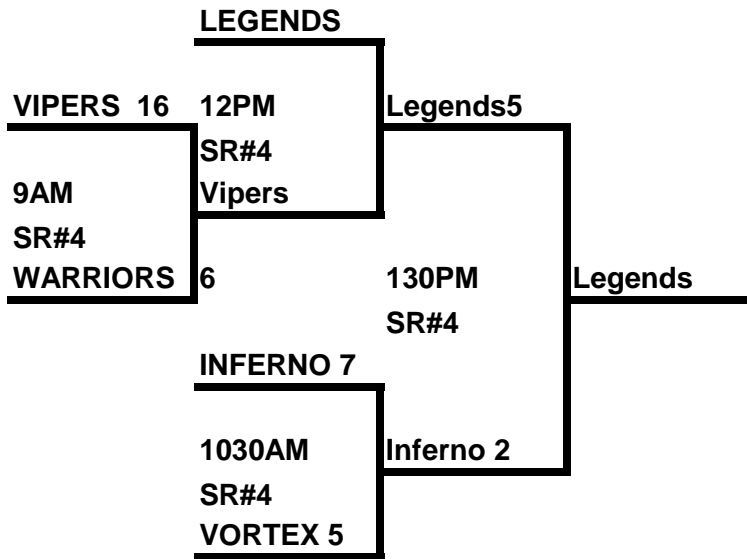 LEGENDS
VIPERS 16 12PM Legends5
SR#4
9AM Vipers
SR#4
WARRIORS 6 130PM Legends
SR#4
INFERNO 7
1030AM Inferno 2
SR#4
VORTEX 5